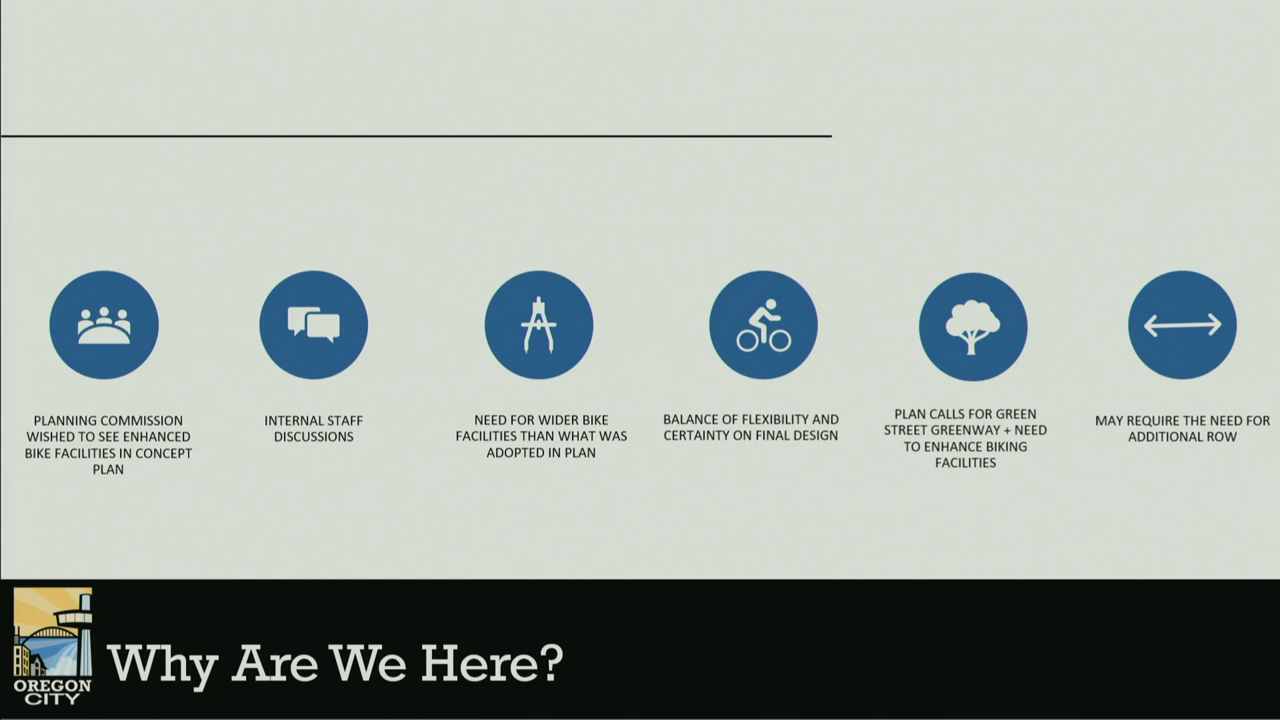 PLANNING COMMISSION
WISHED TO SEE ENHANCED
BIKE FACILITIES IN CONCEPT
PLAN
INTERNAL STAFF
DISCUSSIONS
NEED FOR WIDER BIKE
FACILITIES THAN WHAT WAS
ADOPTED IN PLAN
BALANCE OF FLEXIBILITY AND
CERTAINTY ON FINAL DESIGN
PLAN CALLS FOR GREEN
STREET GREENWAY + NEED
TO ENHANCE BIKING
FACILITIES
MAY REQUIRE THE NEED FOR
ADDITIONAL ROW
Why Are We Here?
OREGON
CITY